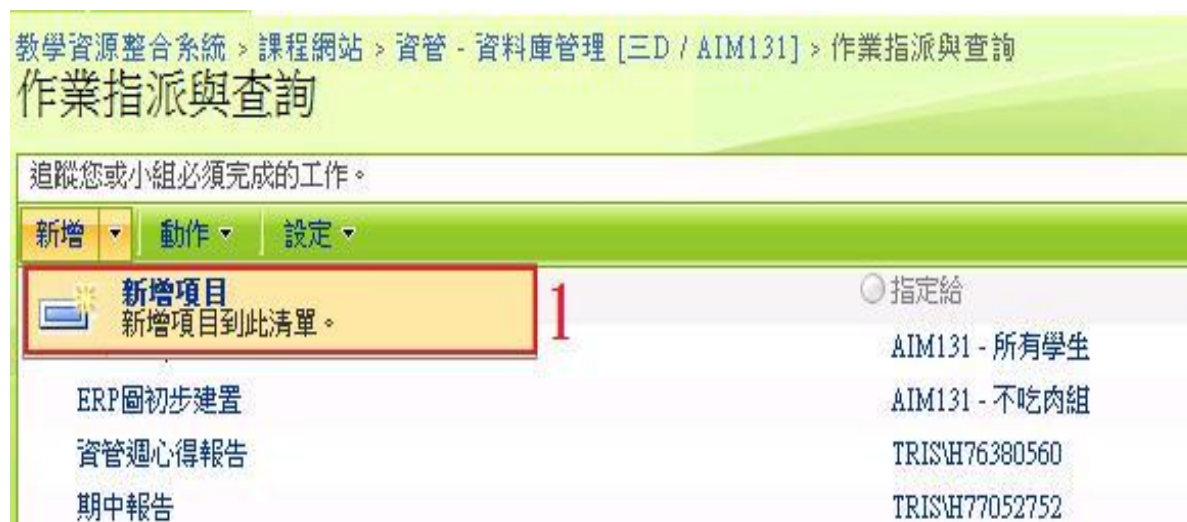 教學資源整合系統 > 課程網站 > 資管 - 資料庫管理 [三D / AIM131] > 作業指派與查詢
作業指派與查詢
追蹤您或小組必須完成的工作。
新增 動作 設定
新增項目 1 指定給
新增項目到此清單。
AIM131 - 所有學生
ERP圖初步建置 AIM131 - 不吃肉組
資管週心得報告 TRIS\H76380560
期中報告 TRIS\H77052752